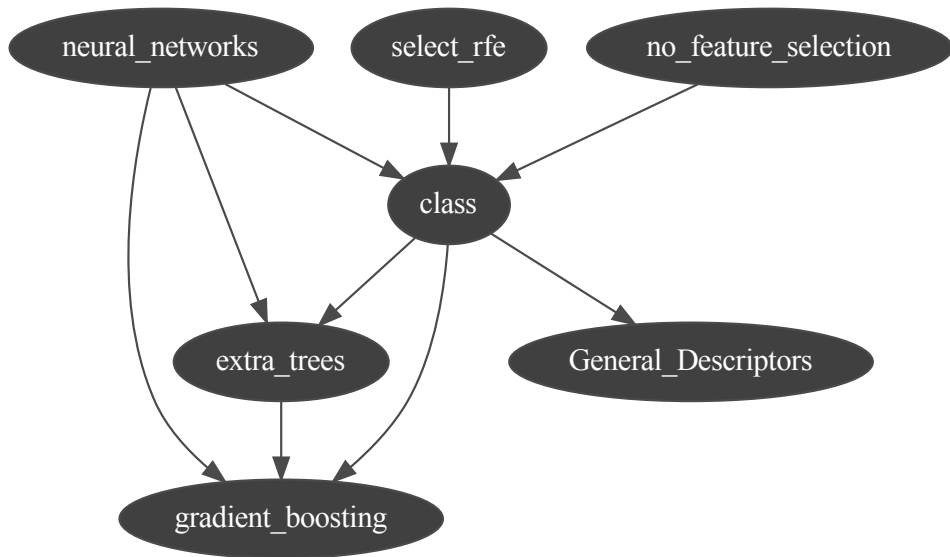 neural_networks
select_rfe
no_feature_selection
class
extra_trees
General_Descriptors
gradient_boosting